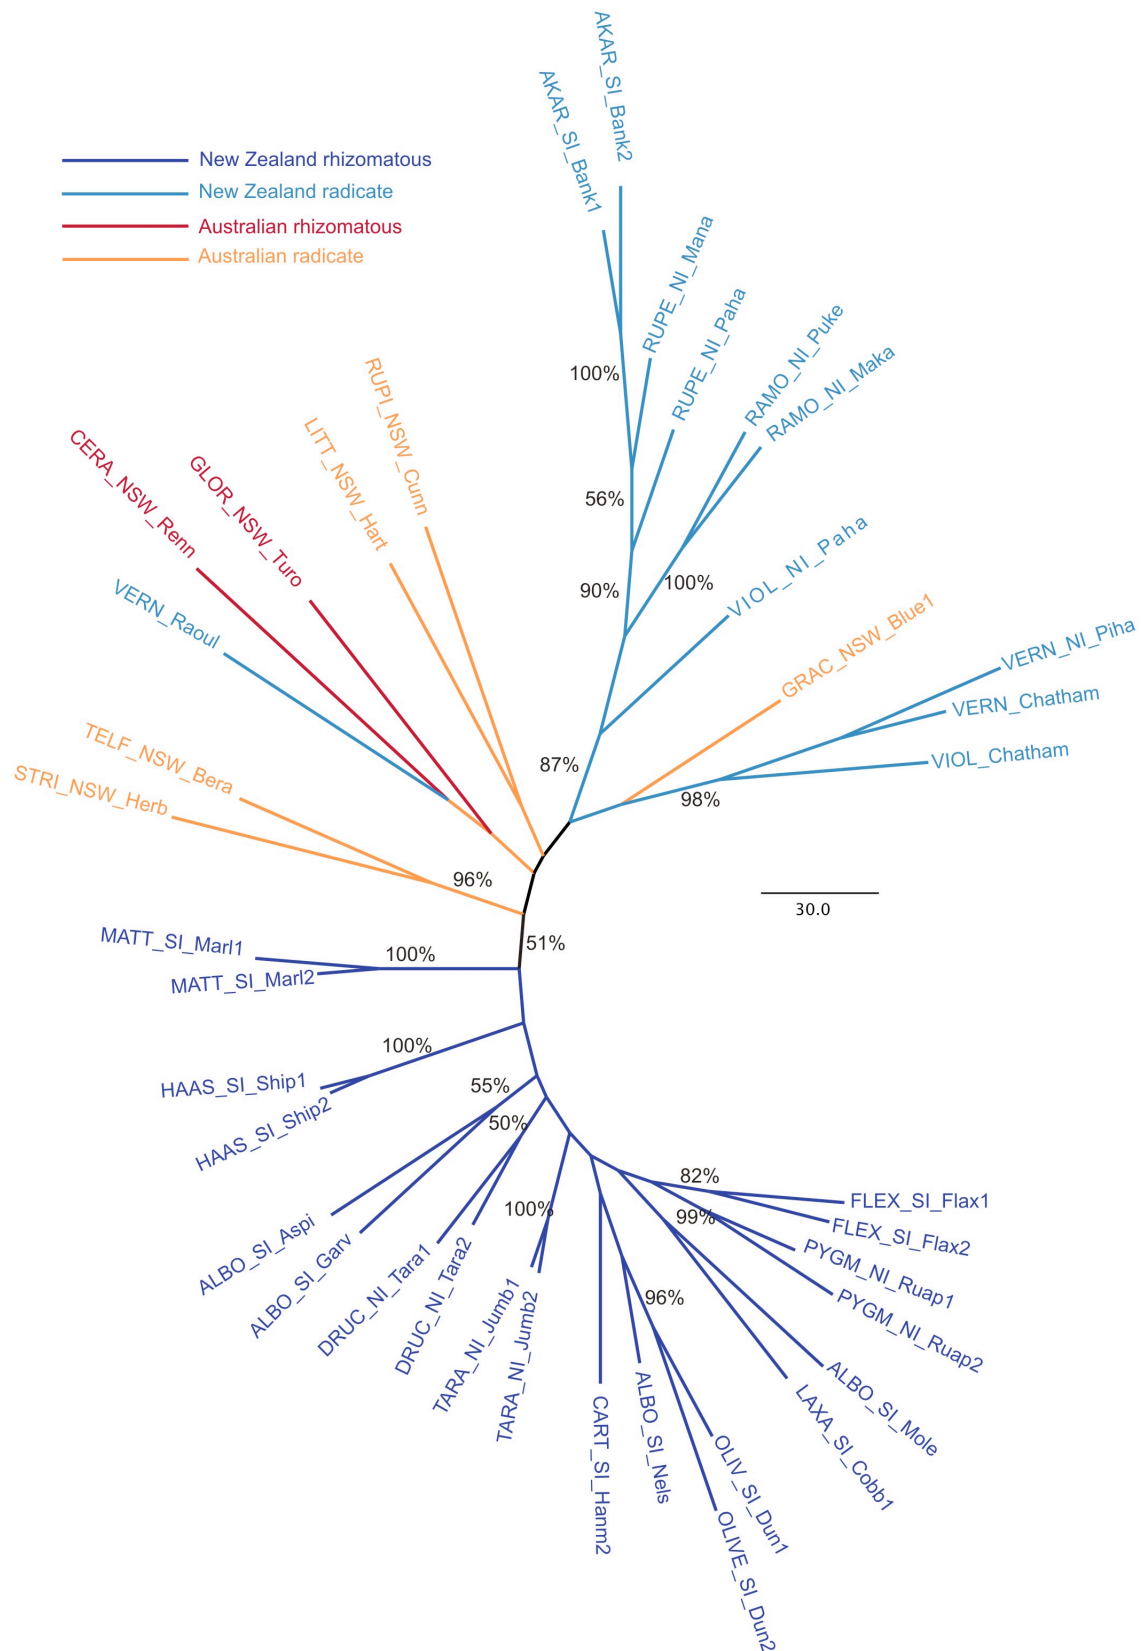 AKAR_SI_Bank2
AKAR_SI_Bank1
New Zealand rhizomatous
New Zealand radicate
Australian rhizomatous
Australian radicate
RUPE_NI_Mana
RUPE_NI_Paha
RAMO_NI_Puke
RAMO_NI_Maka
100%
RUPI_NSW_Cunn
LITT_NSW_Hart
CERA_NSW_Renn
GLOR_NSW_Turo
56%
VIOL_NI_Paha
90%
100%
VERN_Raoul
GRAC_NSW_Blue1
VERN_NI_Piha
VERN_Chatham
VIOL_Chatham
87%
98%
TELF_NSW_Bera
STRI_NSW_Herb
96%
30.0
MATT_SI_Marl1
100%
51%
MATT_SI_Marl2
100%
HAAS_SI_Ship1
55%
HAAS_SI_Ship2
50%
82%
FLEX_SI_Flax1
100%
99%
FLEX_SI_Flax2
ALBO_SI_Aspi
ALBO_SI_Garv
DRUC_NI_Tara1
DRUC_NI_Tara2
PYGM_NI_Ruap1
PYGM_NI_Ruap2
96%
TARA_NI_Jumb1
TARA_NI_Jumb2
CART_SI_Hanm2
ALBO_SI_Nels
ALBO_SI_Mole
LAXA_SI_Cobb1
OLIV_SI_Dun1
OLIVE_SI_Dun2